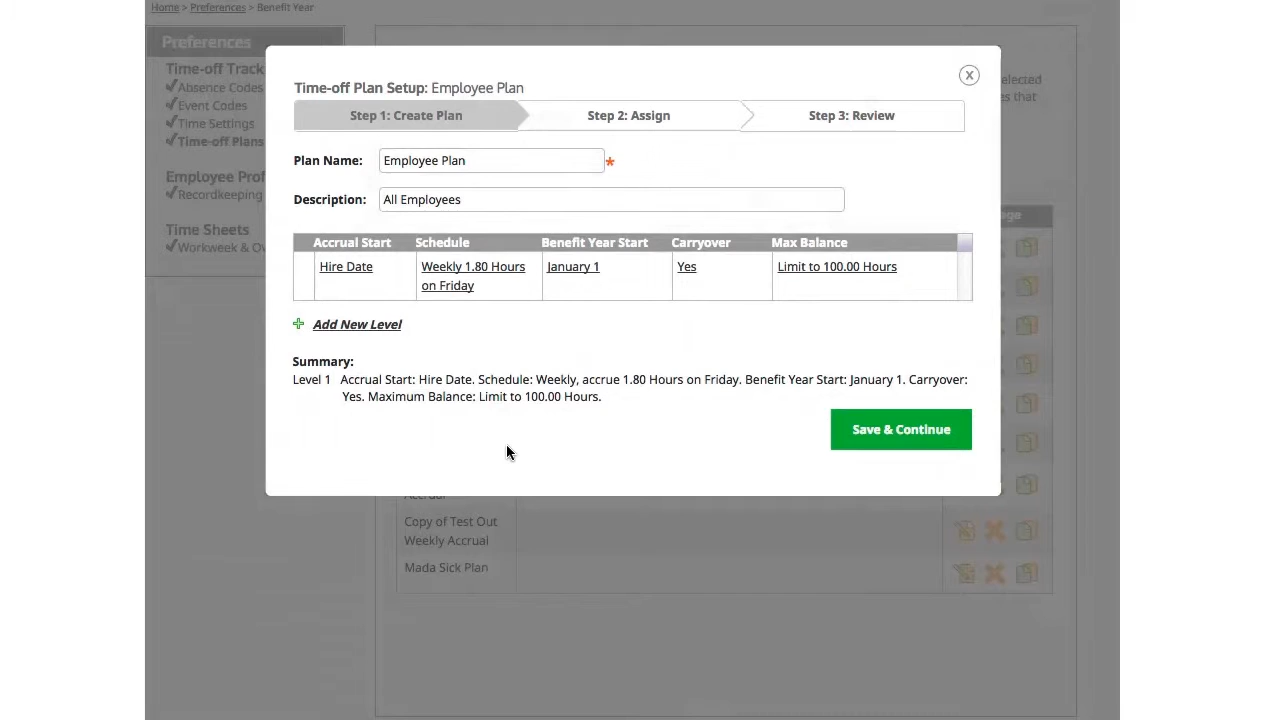 Home > Preferences > Benefit Year
Preferences
Time-off Track
Absence Codes
Event Codes
Time Settings
Time-off Plans
Employee Prof
Recordkeeping
Time Sheets
Workweek & Ov
elected
es that
Time-off Plan Setup: Employee Plan
X
Step 1: Create Plan Step 2: Assign Step 3: Review
Plan Name: Employee Plan *
Description: All Employees
Accrual Start Schedule Benefit Year Start Carryover Max Balance
Hire Date Weekly 1.80 Hours January 1 Yes Limit to 100.00 Hours
on Friday
+ Add New Level
Summary:
Level 1 Accrual Start: Hire Date. Schedule: Weekly, accrue 1.80 Hours on Friday. Benefit Year Start: January 1. Carryover:
Yes. Maximum Balance: Limit to 100.00 Hours.
Save & Continue
Accrual
Copy of Test Out
Weekly Accrual
Mada Sick Plan